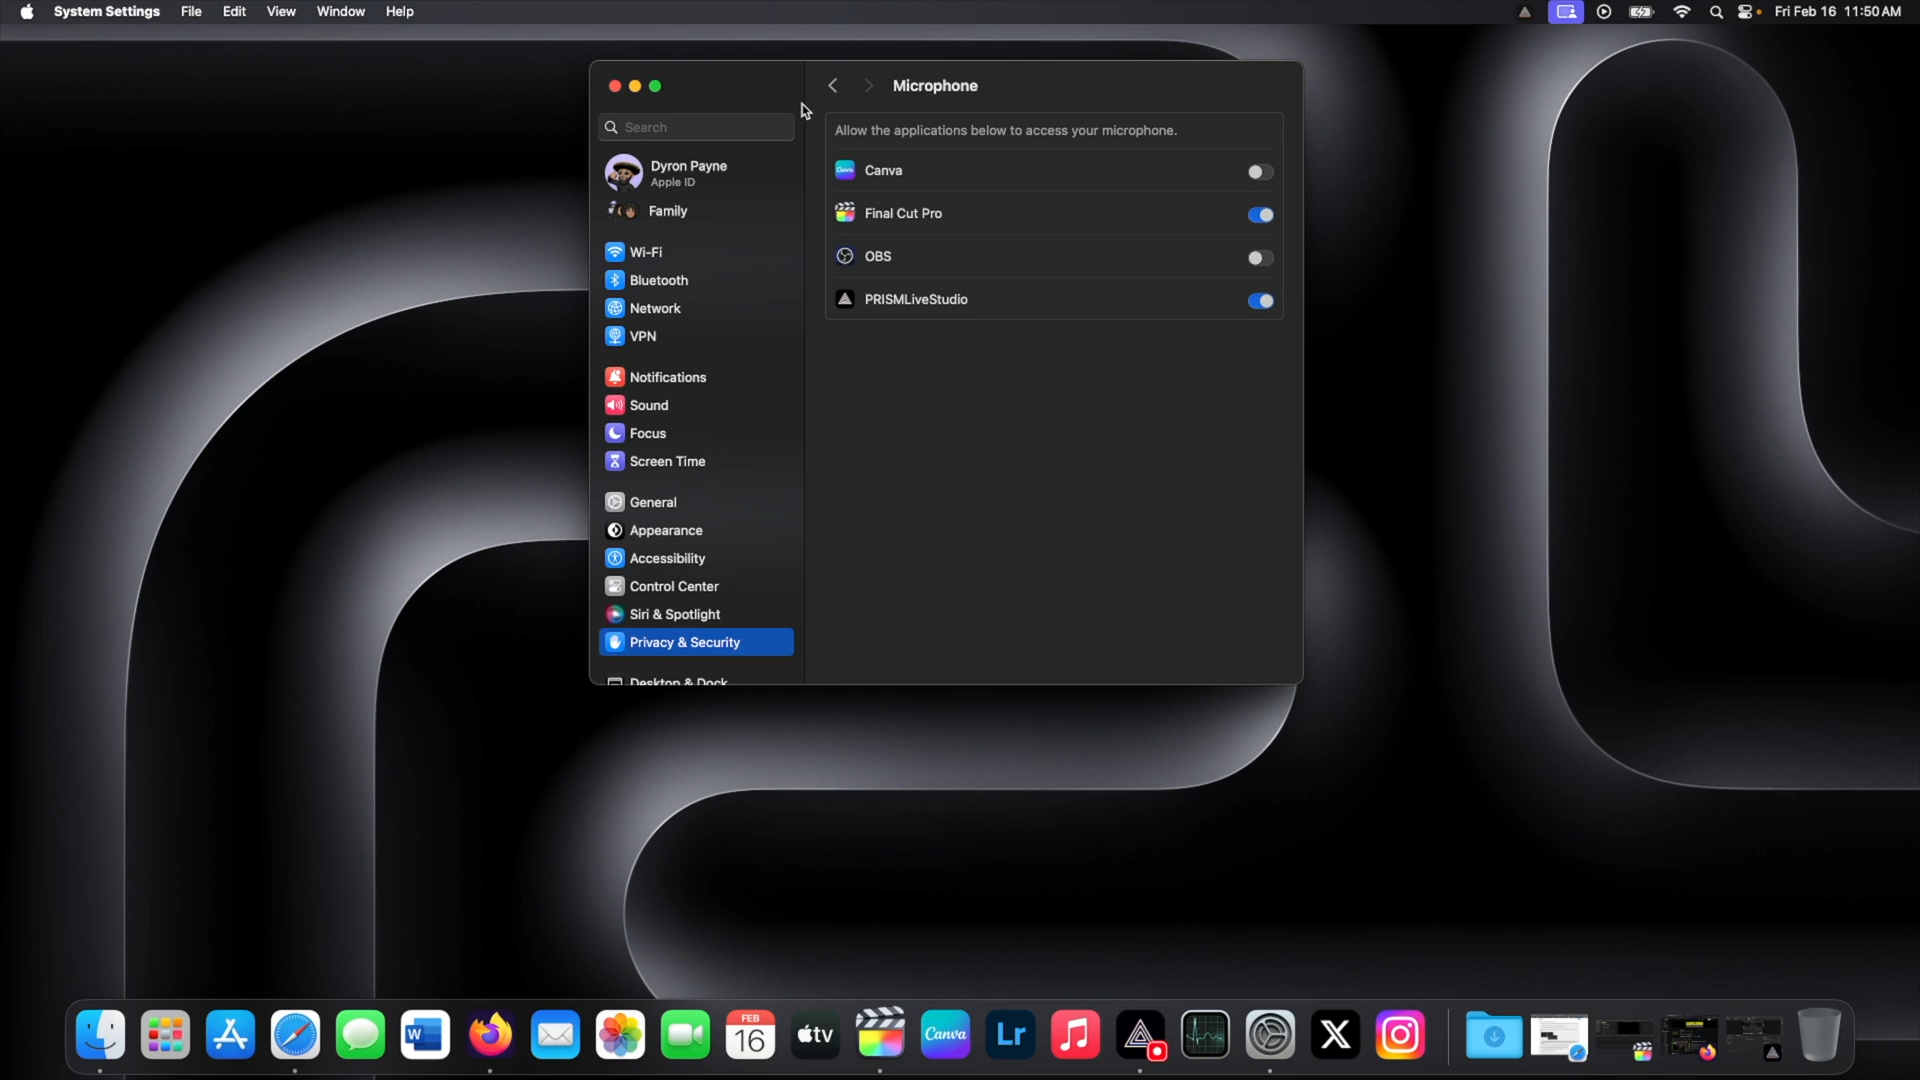 System Settings File Edit View Window Help Fri Feb 16 11:50 AM
Microphone
Search
Allow the applications below to access your microphone.
Dyron Payne
Apple ID
Family
Wi-Fi
Bluetooth
Network
VPN
Notifications
Sound
Focus
Screen Time
General
Appearance
Accessibility
Control Center
Siri & Spotlight
Privacy & Security
Desktop & Dock
Canva
Canva
Final Cut Pro
OBS
PRISMLiveStudio
W
FEB
16
tv
Canva
Lr
X